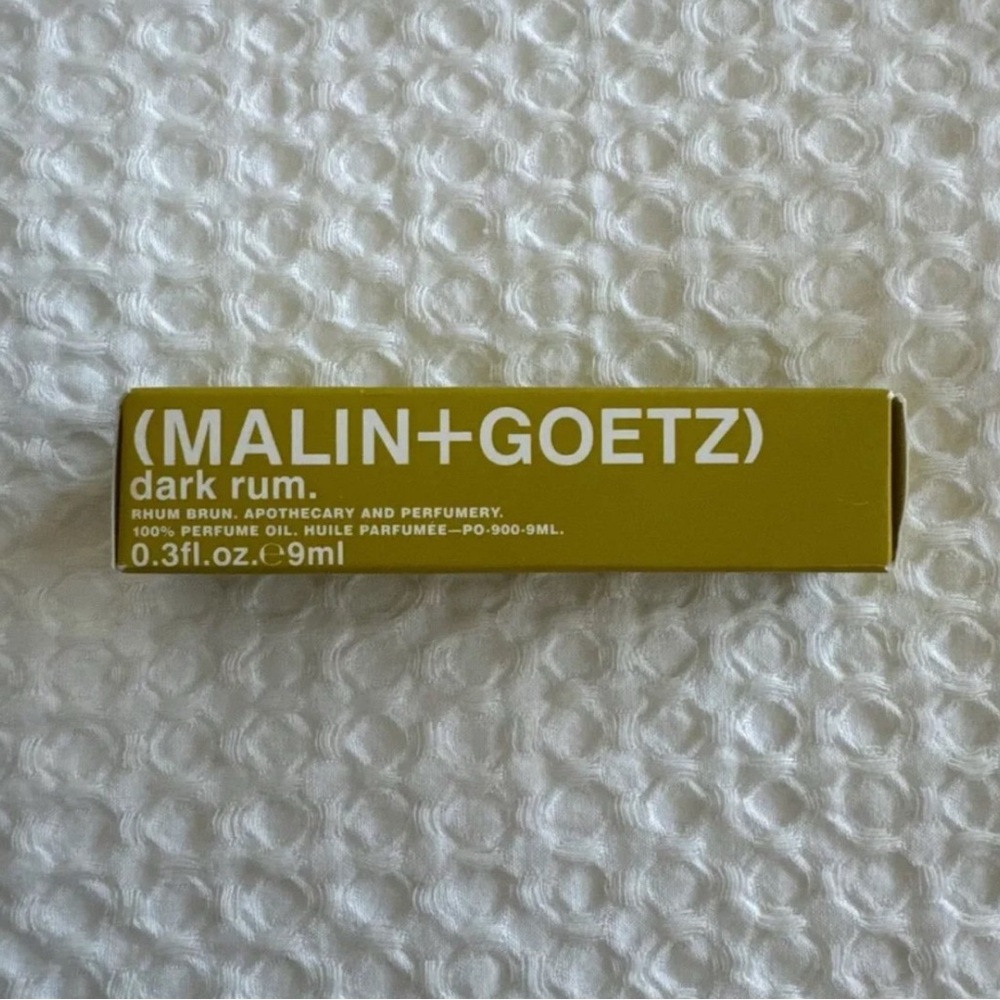 (MALIN+GOETZ)
dark rum.
RHUM BRUN. APOTHECARY AND PERFUMERY.
100% PERFUME OIL. HUILE PARFUMÉE—PO-900-9ML.
0.3fl.oz.℮9ml